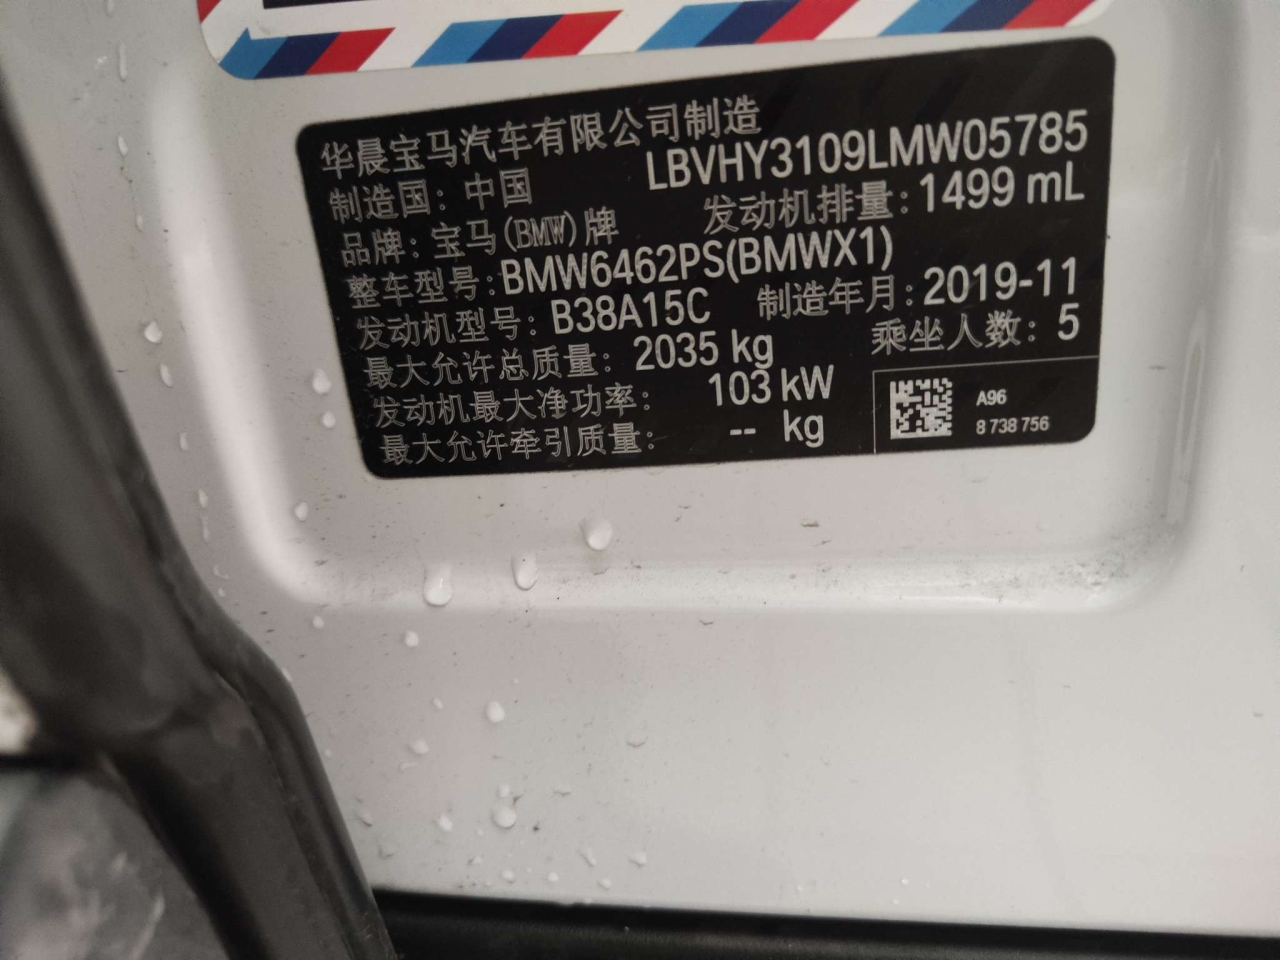 华晨宝马汽车有限公司制造
LBVHY3109LMW05785
制造国：中国
发动机排量：1499 mL
品牌：宝马(BMW)牌
整车型号：BMW6462PS(BMWX1)
发动机型号：B38A15C 制造年月：2019-11
最大允许总质量：2035 kg 乘坐人数：5
发动机最大净功率：103 kW
最大允许牵引质量：-- kg
A96
8 738 756